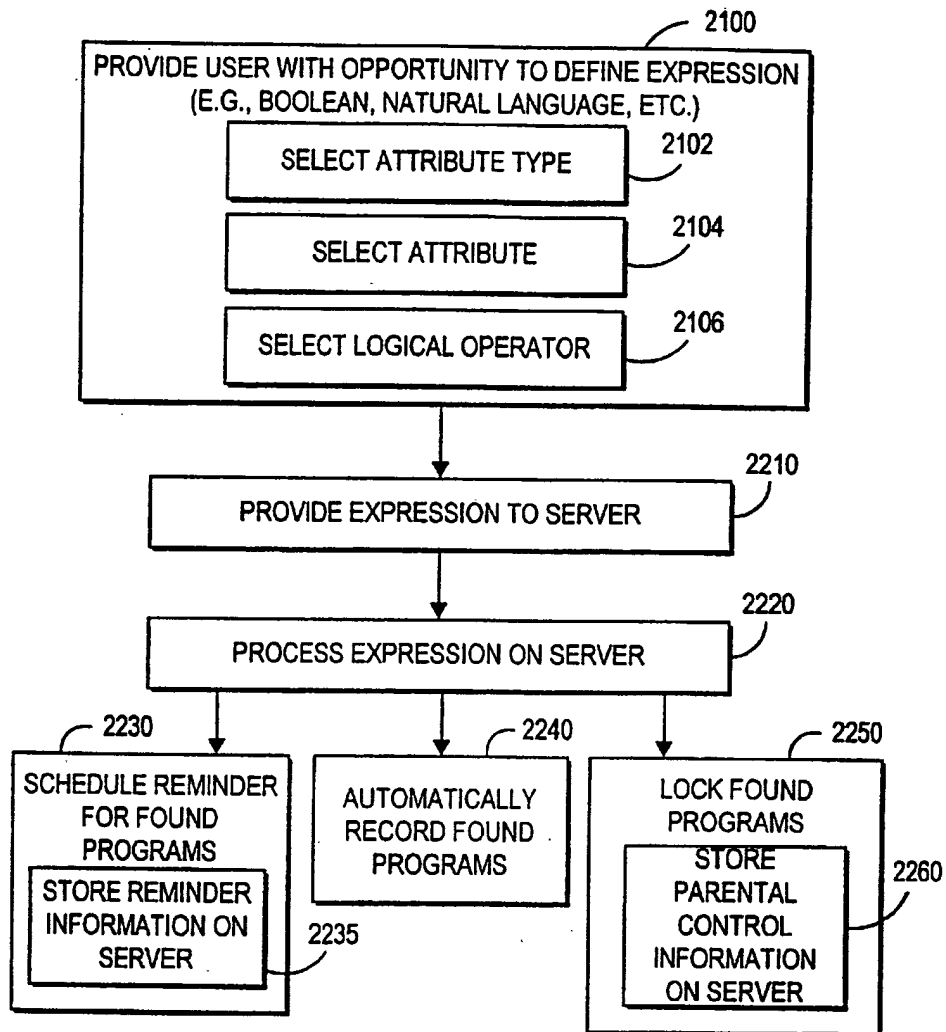 2100
PROVIDE USER WITH OPPORTUNITY TO DEFINE EXPRESSION
(E.G., BOOLEAN, NATURAL LANGUAGE, ETC.)
SELECT ATTRIBUTE TYPE
2102
SELECT ATTRIBUTE
2104
SELECT LOGICAL OPERATOR
2106
PROVIDE EXPRESSION TO SERVER
2210
PROCESS EXPRESSION ON SERVER
2220
2230
SCHEDULE REMINDER
FOR FOUND
PROGRAMS
STORE REMINDER
INFORMATION ON
SERVER
2235
2240
AUTOMATICALLY
RECORD FOUND
PROGRAMS
2250
LOCK FOUND
PROGRAMS
STORE
PARENTAL
CONTROL
INFORMATION
ON SERVER
2260